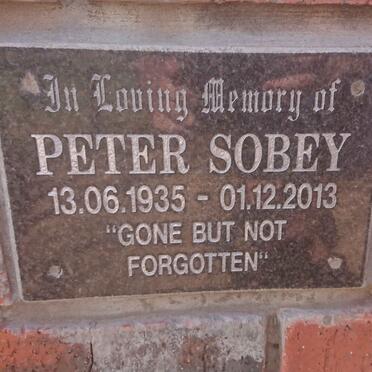 In Loving Memory of
PETER SOBEY
13.06.1935 - 01.12.2013
"GONE BUT NOT
FORGOTTEN"